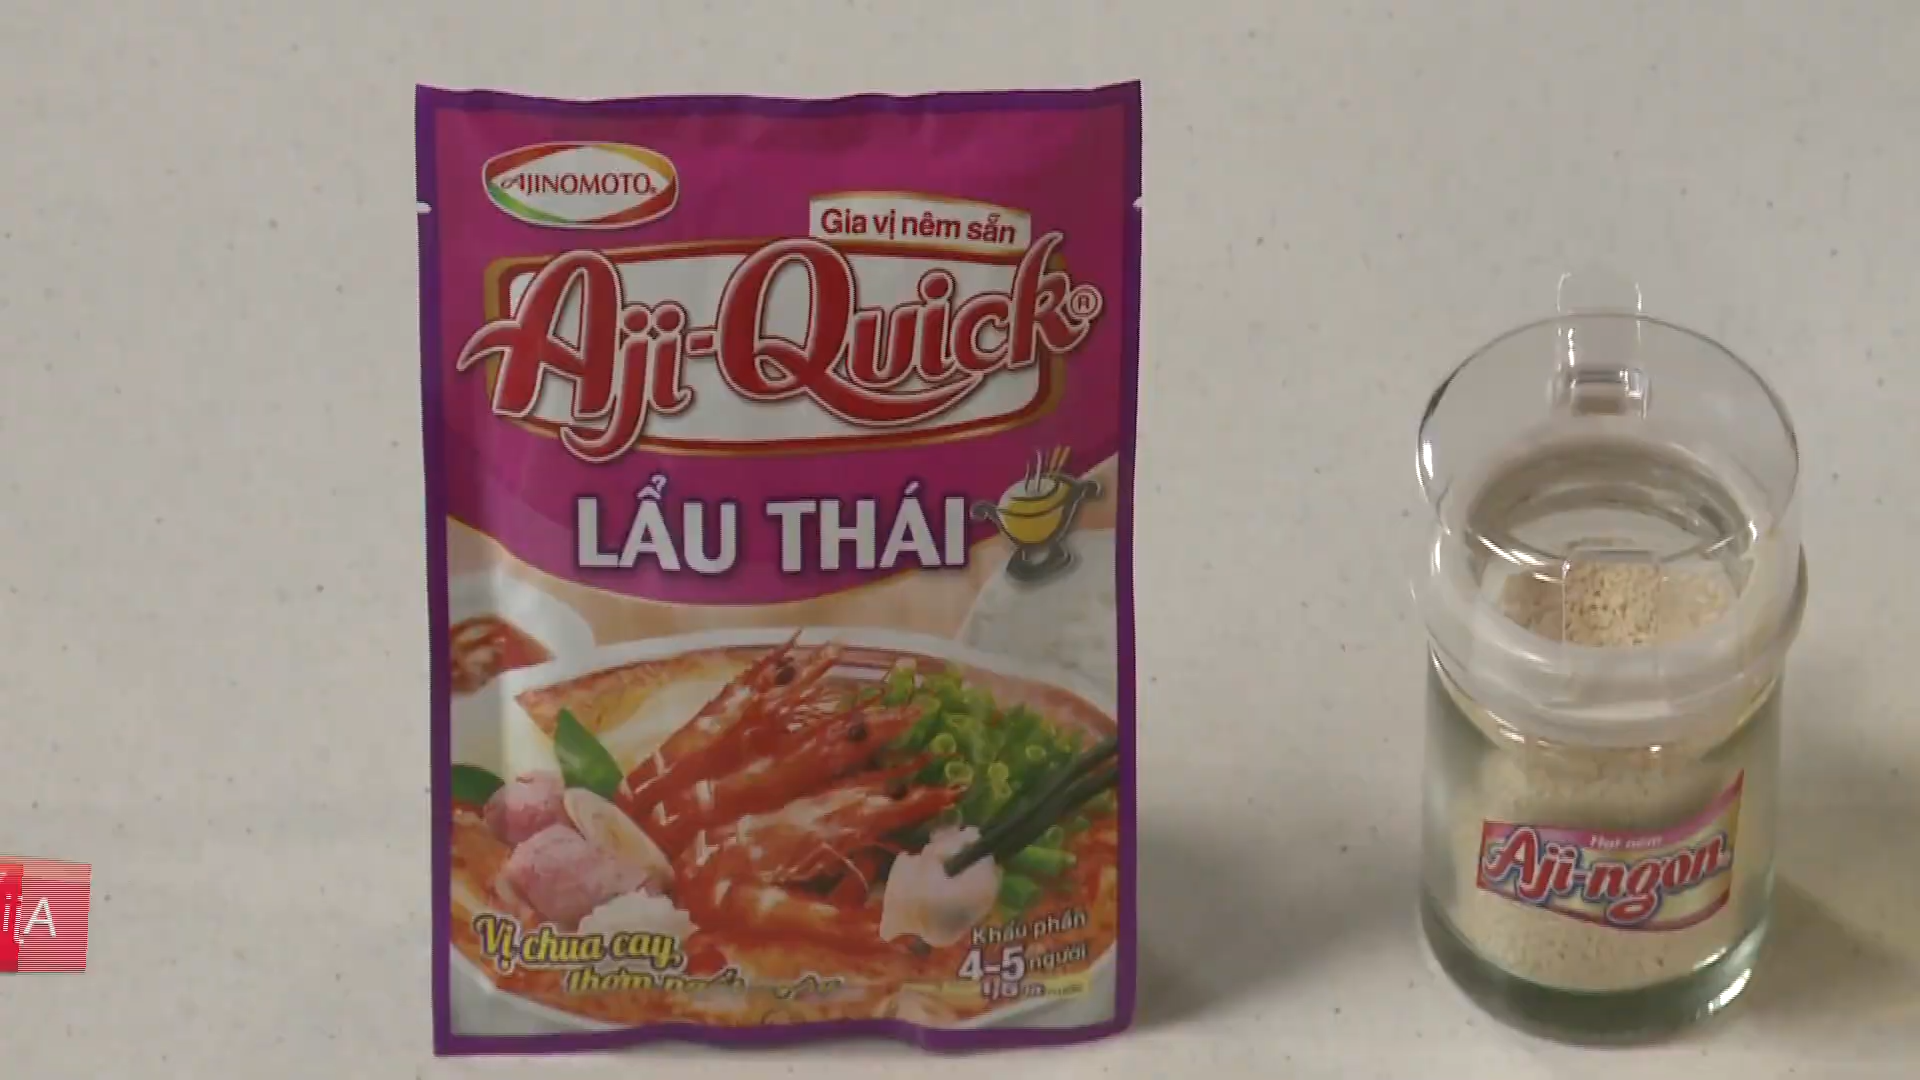 AJINOMOTO
Gia vị nêm sẵn
Aji-Quick®
LẨU THÁI
Vị chua cay,
thơm
Khẩu phần
4-5 người
Hạt nêm
Aji-ngon
A